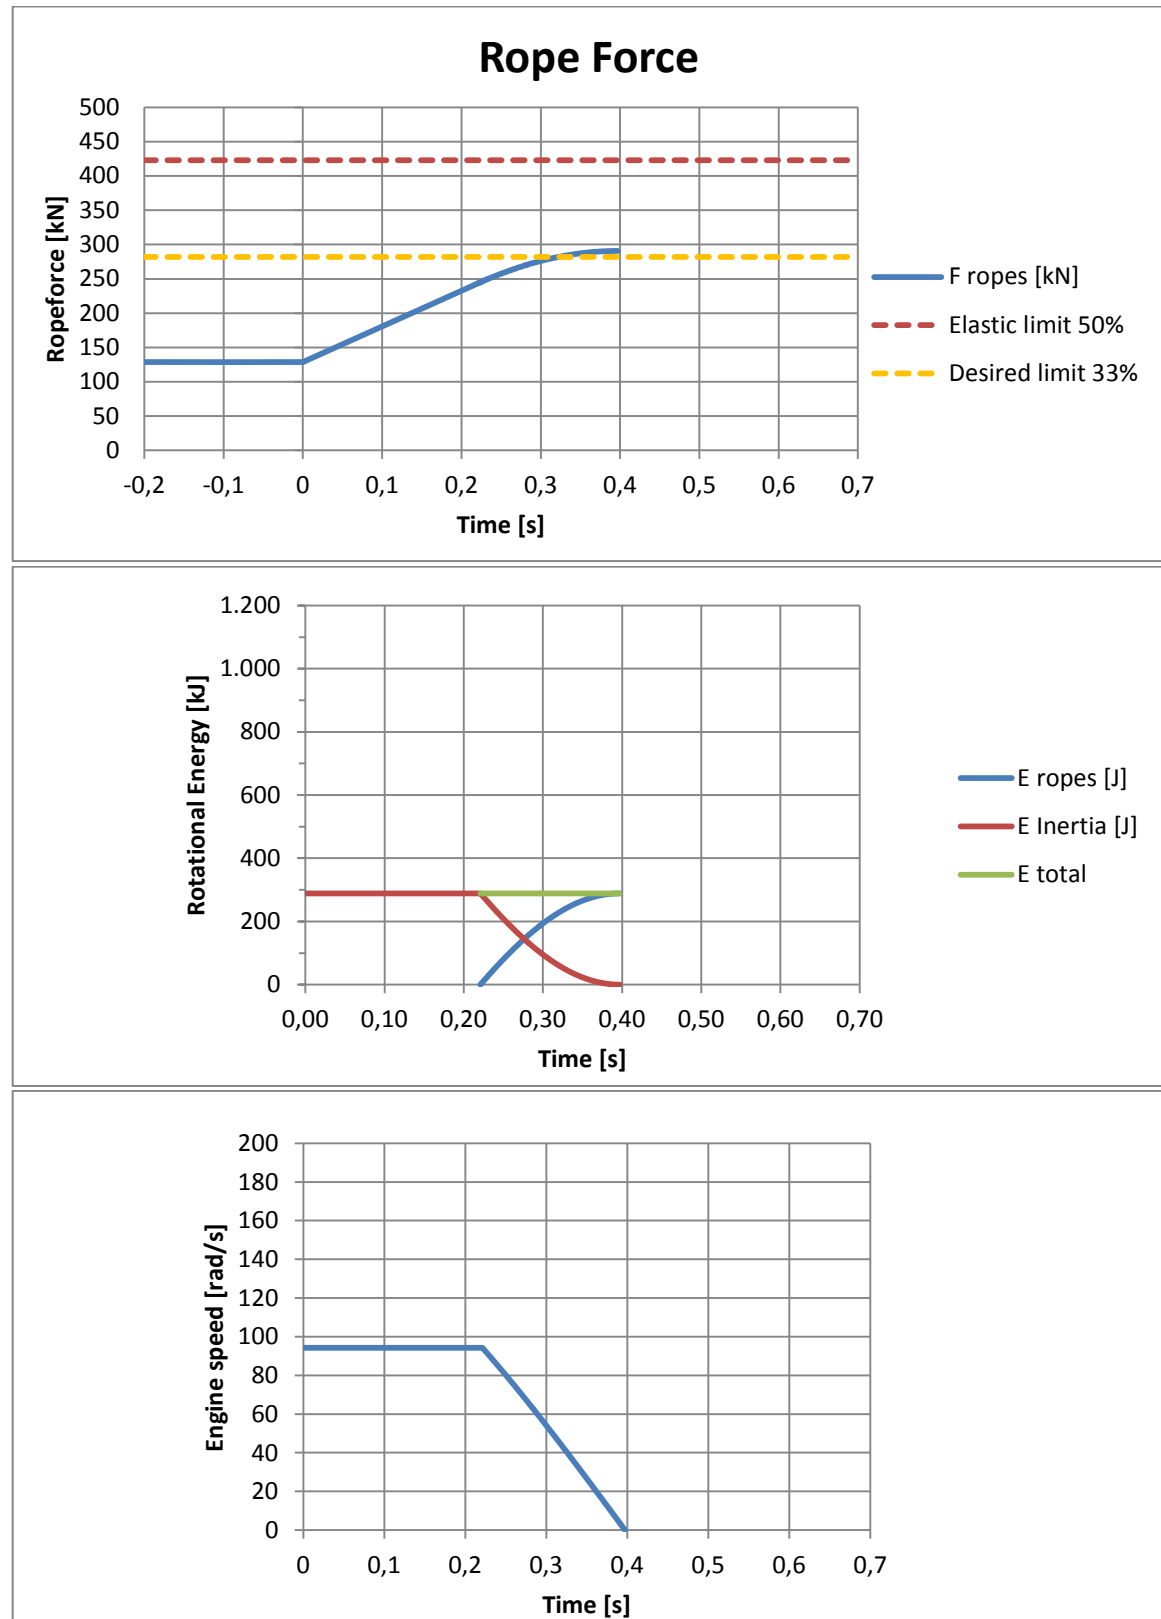 Rope Force
500
450
400
350
300
250
200
150
100
50
0
Ropeforce [kN]
-0,2 -0,1 0 0,1 0,2 0,3 0,4 0,5 0,6 0,7
Time [s]
F ropes [kN]
Elastic limit 50%
Desired limit 33%
1.200
1.000
800
600
400
200
0
Rotational Energy [kJ]
0,00 0,10 0,20 0,30 0,40 0,50 0,60 0,70
Time [s]
E ropes [J]
E Inertia [J]
E total
200
180
160
140
120
100
80
60
40
20
0
Engine speed [rad/s]
0 0,1 0,2 0,3 0,4 0,5 0,6 0,7
Time [s]